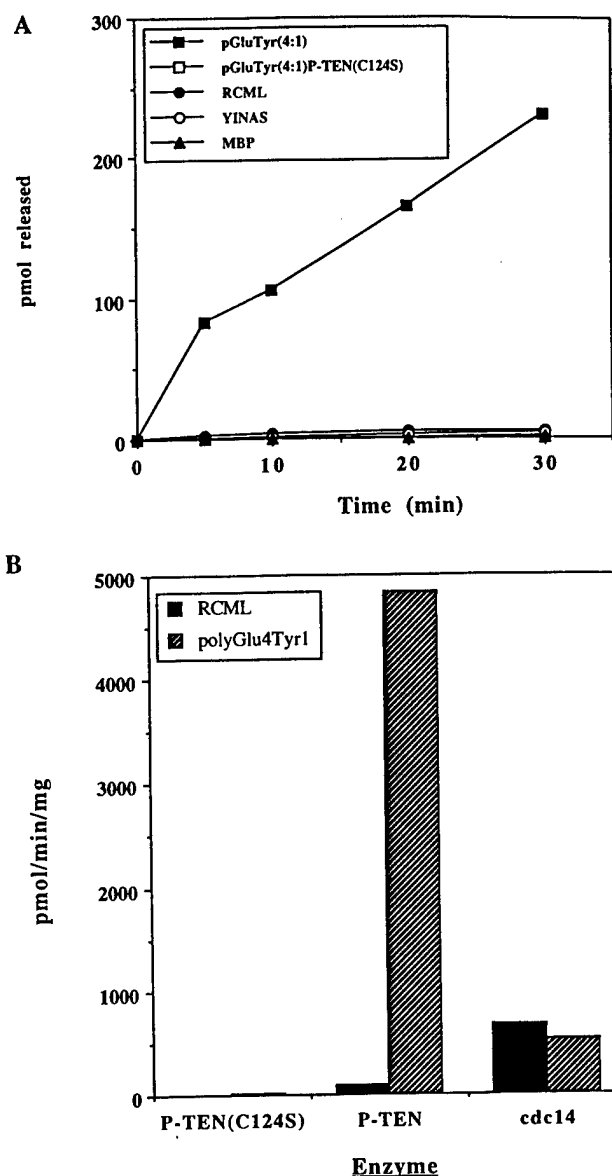 A
300
200
100
0
pmol released
pGluTyr(4:1)
pGluTyr(4:1)P-TEN(C124S)
RCML
YINAS
MBP
0
10
20
30
Time (min)
B
5000
4000
3000
2000
1000
0
pmol/min/mg
RCML
polyGlu4Tyr1
P-TEN(C124S)
P-TEN
cdc14
Enzyme